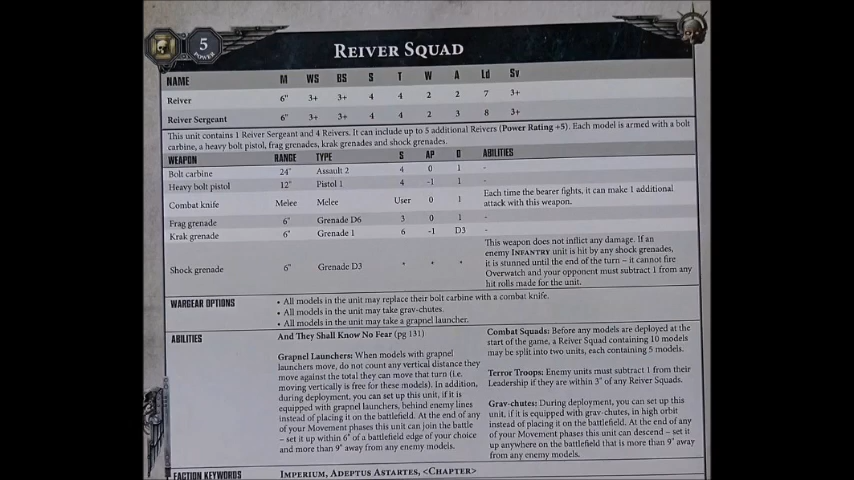 5
POWER
REIVER SQUAD
NAME M WS BS S T W A Ld Sv
Reiver 6" 3+ 3+ 4 4 2 2 7 3+
Reiver Sergeant 6" 3+ 3+ 4 4 2 3 8 3+
This unit contains 1 Reiver Sergeant and 4 Reivers. It can include up to 5 additional Reivers (Power Rating +5). Each model is armed with a bolt
carbine, a heavy bolt pistol, frag grenades, krak grenades and shock grenades.
WEAPON RANGE TYPE S AP D ABILITIES
Bolt carbine 24" Assault 2 4 0 1 -
Heavy bolt pistol 12" Pistol 1 4 -1 1 -
Combat knife Melee Melee User 0 1 Each time the bearer fights, it can make 1 additional
attack with this weapon.
Frag grenade 6" Grenade D6 3 0 1 -
Krak grenade 6" Grenade 1 6 -1 D3 -
Shock grenade 6" Grenade D3 * * * This weapon does not inflict any damage. If an
enemy INFANTRY unit is hit by any shock grenades,
it is stunned until the end of the turn – it cannot fire
Overwatch and your opponent must subtract 1 from any
hit rolls made for the unit.
WARGEAR OPTIONS
• All models in the unit may replace their bolt carbine with a combat knife.
• All models in the unit may take grav-chutes.
• All models in the unit may take a grapnel launcher.
ABILITIES
And They Shall Know No Fear (pg 131)
Grapnel Launchers: When models with grapnel
launchers move, do not count any vertical distance they
move against the total they can move that turn (i.e.
moving vertically is free for these models). In addition,
during deployment, you can set up this unit, if it is
equipped with grapnel launchers, behind enemy lines
instead of placing it on the battlefield. At the end of any
of your Movement phases this unit can join the battle
– set it up within 6" of a battlefield edge of your choice
and more than 9" away from any enemy models.
Combat Squads: Before any models are deployed at the
start of the game, a Reiver Squad containing 10 models
may be split into two units, each containing 5 models.
Terror Troops: Enemy units must subtract 1 from their
Leadership if they are within 3" of any Reiver Squads.
Grav-chutes: During deployment, you can set up this
unit, if it is equipped with grav-chutes, in high orbit
instead of placing it on the battlefield. At the end of any
of your Movement phases this unit can descend – set it
up anywhere on the battlefield that is more than 9" away
from any enemy models.
FACTION KEYWORDS IMPERIUM, ADEPTUS ASTARTES, <CHAPTER>